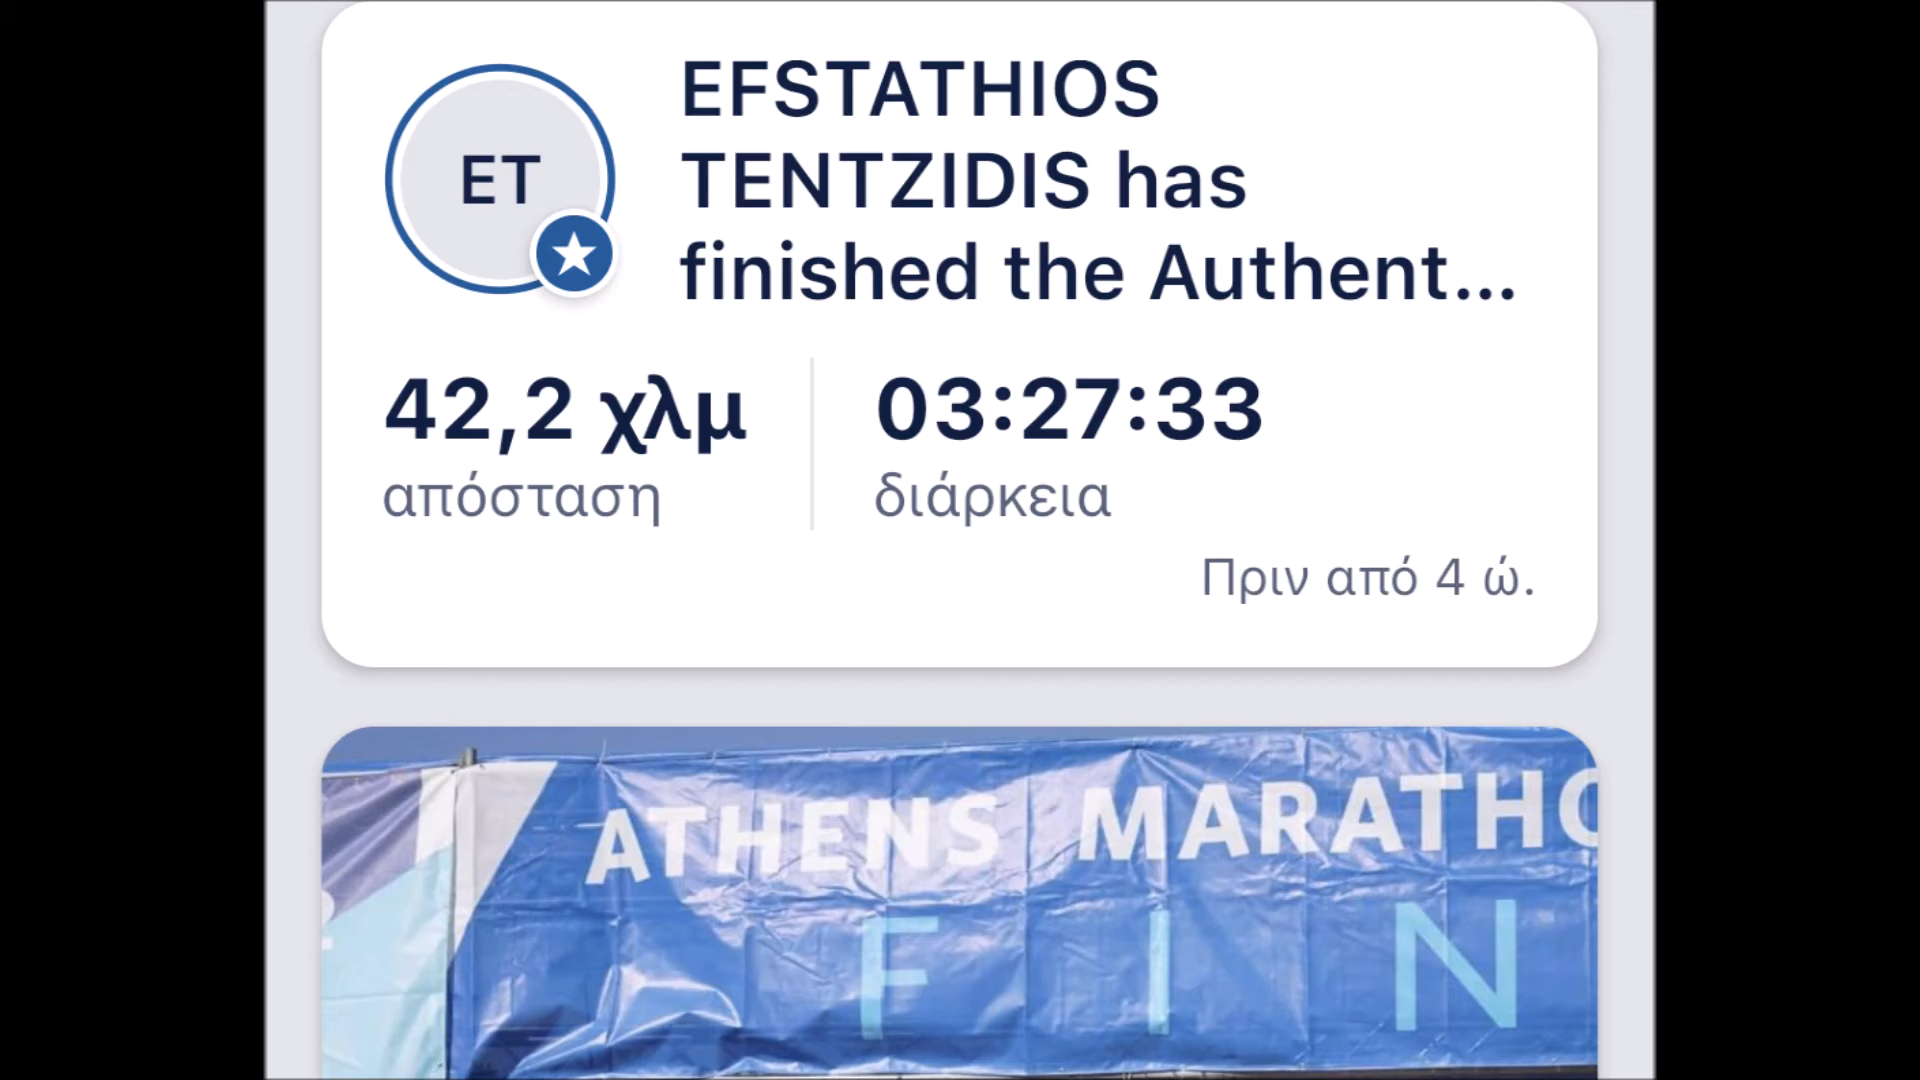 ET
EFSTATHIOS
TENTZIDIS has
finished the Authent...
42,2 χλμ
03:27:33
απόσταση
διάρκεια
Πριν από 4 ώ.
ATHENS MARATHO
FIN